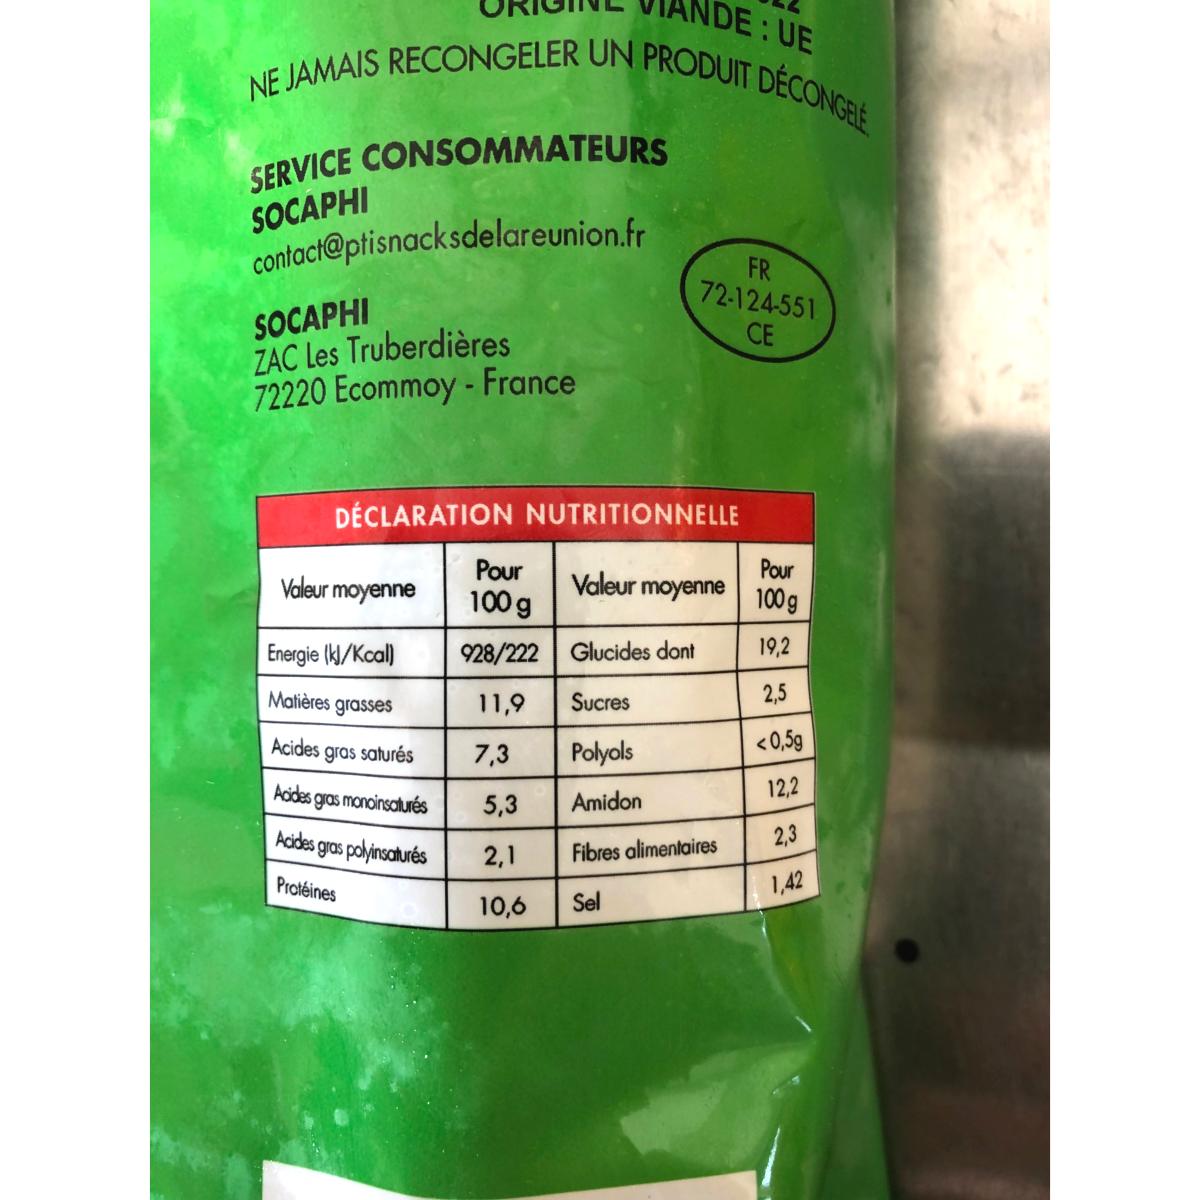 ORIGINE VIANDE : UE
NE JAMAIS RECONGELER UN PRODUIT DÉCONGELÉ.
SERVICE CONSOMMATEURS
SOCAPHI
contact@ptisnacksdelareunion.fr
FR
72-124-551
CE
SOCAPHI
ZAC Les Truberdières
72220 Ecommoy - France
DÉCLARATION NUTRITIONNELLE
Valeur moyenne Pour 100 g Valeur moyenne Pour 100 g
Energie (kJ/Kcal) 928/222 Glucides dont 19,2
Matières grasses 11,9 Sucres 2,5
Acides gras saturés 7,3 Polyols <0,5g
Acides gras monoinsaturés 5,3 Amidon 12,2
Acides gras polyinsaturés 2,1 Fibres alimentaires 2,3
Protéines 10,6 Sel 1,42